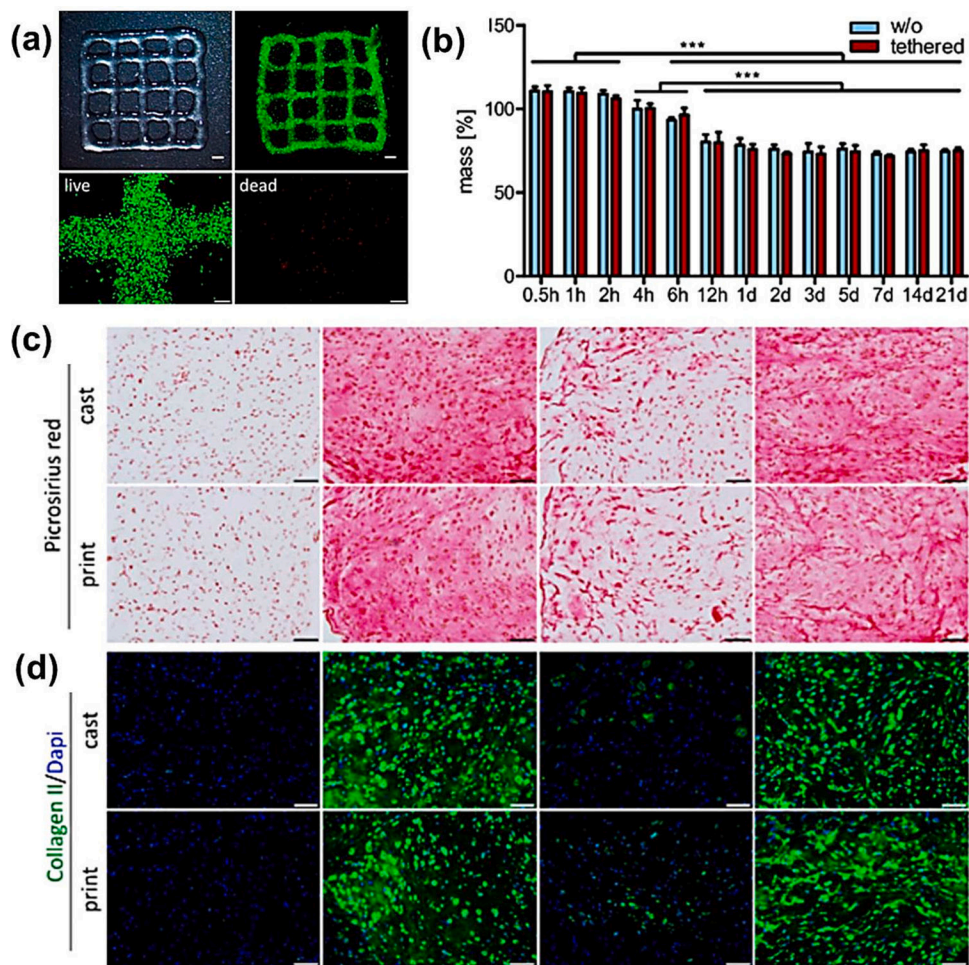 (a)
live
dead
(b)
w/o
tethered
***
***
mass [%]
150
100
50
0
0.5h 1h 2h 4h 6h 12h 1d 2d 3d 5d 7d 14d 21d
(c)
Picrosirius red
cast
print
(d)
Collagen II/Dapi
cast
print